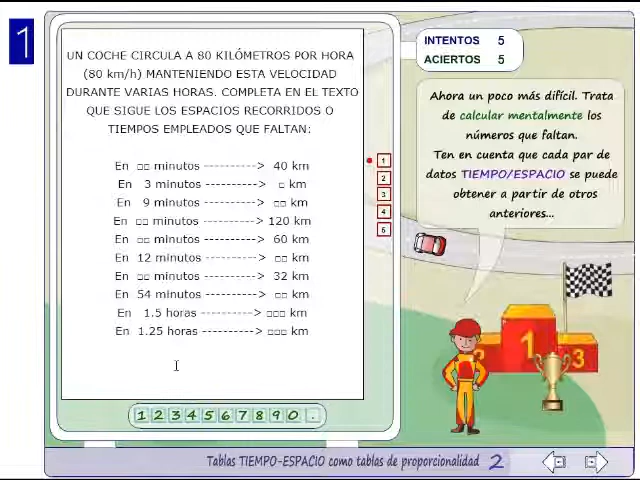 1
UN COCHE CIRCULA A 80 KILÓMETROS POR HORA
(80 km/h) MANTENIENDO ESTA VELOCIDAD
DURANTE VARIAS HORAS. COMPLETA EN EL TEXTO
QUE SIGUE LOS ESPACIOS RECORRIDOS O
TIEMPOS EMPLEADOS QUE FALTAN:
En □□ minutos ----------> 40 km
En 3 minutos ----------> □ km
En 9 minutos ----------> □□ km
En □□ minutos ----------> 120 km
En □□ minutos ----------> 60 km
En 12 minutos ----------> □□ km
En □□ minutos ----------> 32 km
En 54 minutos ----------> □□ km
En 1.5 horas ----------> □□□ km
En 1.25 horas ----------> □□□ km
1
2
3
4
5
1 2 3 4 5 6 7 8 9 0 .
INTENTOS 5
ACIERTOS 5
Ahora un poco más difícil. Trata
de calcular mentalmente los
números que faltan.
Ten en cuenta que cada par de
datos TIEMPO/ESPACIO se puede
obtener a partir de otros
anteriores...
2 1 3
Tablas TIEMPO-ESPACIO como tablas de proporcionalidad 2